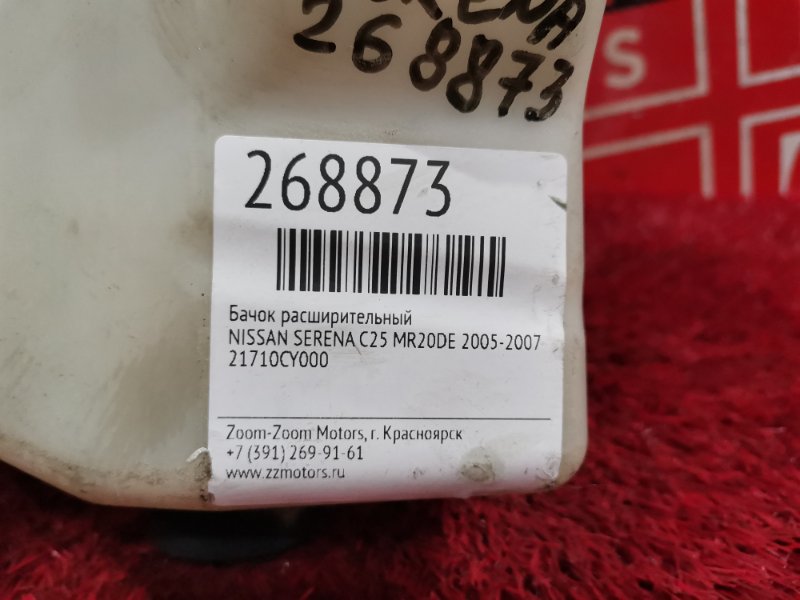 268873
268873
Бачок расширительный
NISSAN SERENA C25 MR20DE 2005-2007
21710CY000
Zoom-Zoom Motors, г. Красноярск
+7 (391) 269-91-61
www.zzmotors.ru
S